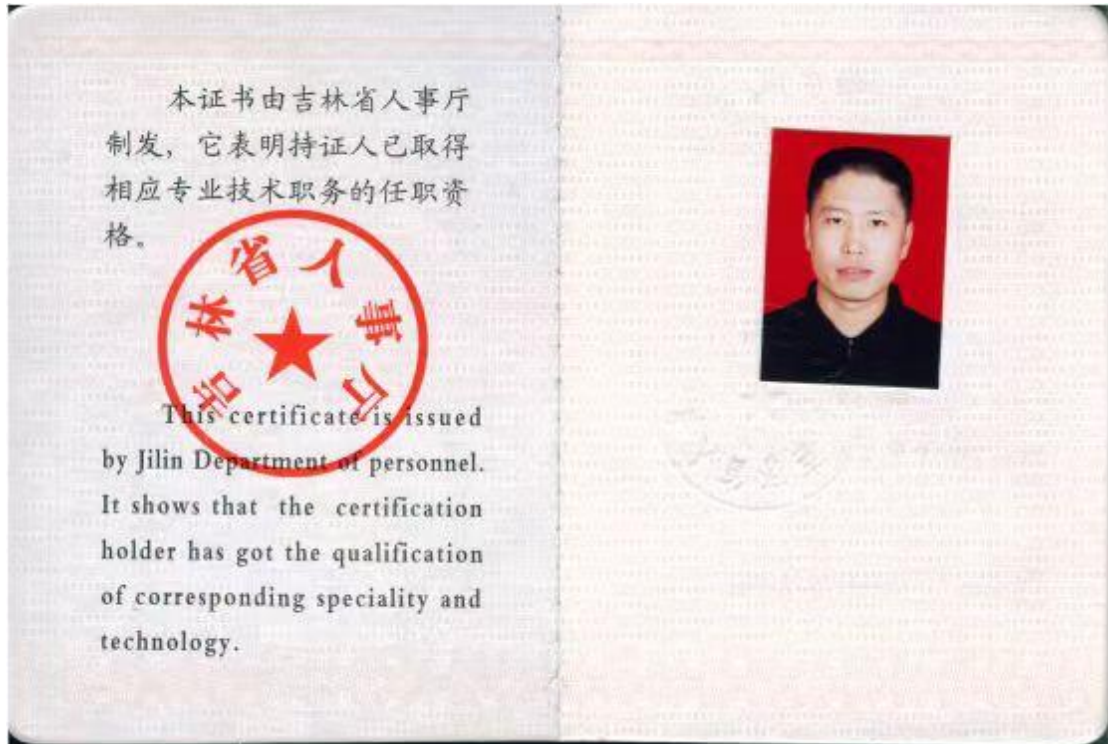 本证书由吉林省人事厅
制发，它表明持证人已取得
相应专业技术职务的任职资
格。
吉林省人事厅
This certificate is issued
by Jilin Department of personnel.
It shows that the certification
holder has got the qualification
of corresponding speciality and
technology.